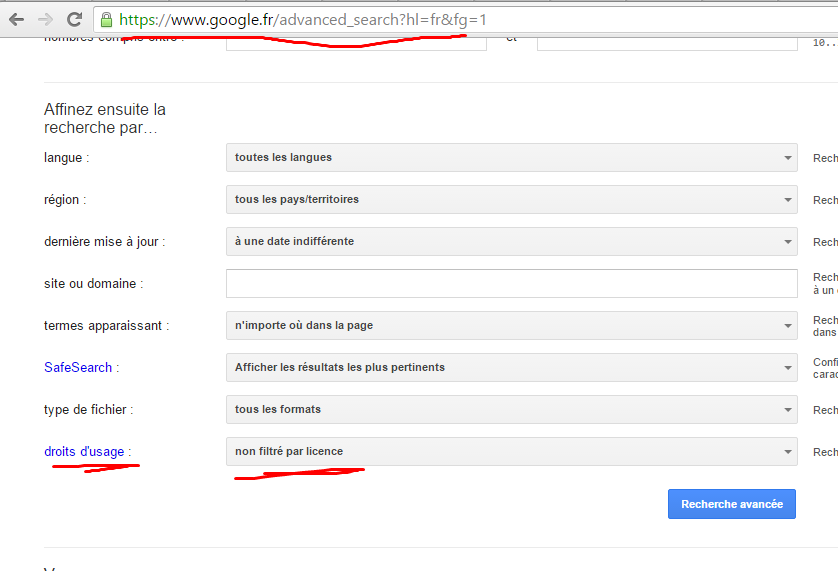 https://www.google.fr/advanced_search?hl=fr&fg=1
nombres compris entre : et
10..
Affinez ensuite la
recherche par…
langue : toutes les langues Rech
région : tous les pays/territoires Rech
dernière mise à jour : à une date indifférente Rech
site ou domaine : Rech
à un
termes apparaissant : n'importe où dans la page Rech
dans
SafeSearch : Afficher les résultats les plus pertinents Confi
carac
type de fichier : tous les formats Rech
droits d'usage : non filtré par licence Rech
Recherche avancée